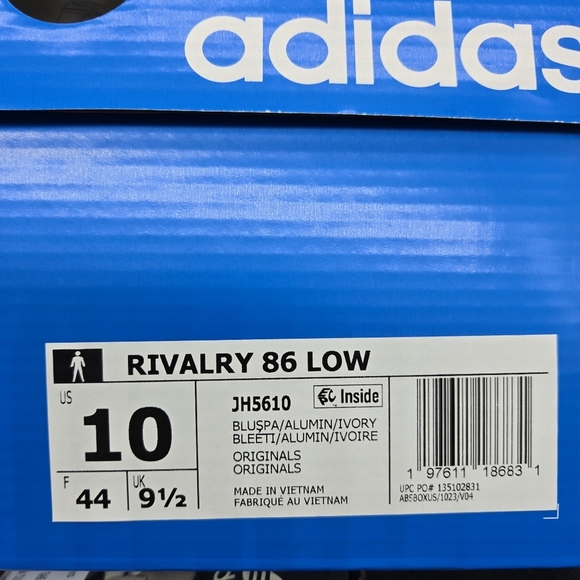 adidas
RIVALRY 86 LOW
US
10
F
44
UK
9½
JH5610
Inside
BLUSPA/ALUMIN/IVORY
BLEETI/ALUMIN/IVOIRE
ORIGINALS
ORIGINALS
MADE IN VIETNAM
FABRIQUÉ AU VIETNAM
1 97611 18683 1
UPC PO# 135102831
ABSBOXUS/1023/V04